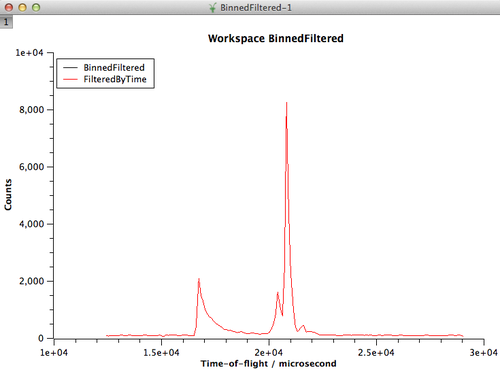 BinnedFiltered-1
1
Workspace BinnedFiltered
1e+04
BinnedFiltered
FilteredByTime
8,000
6,000
Counts
4,000
2,000
0
1e+04
1.5e+04
2e+04
2.5e+04
3e+04
Time-of-flight / microsecond